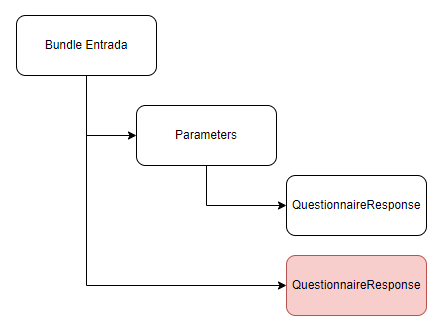 Bundle Entrada
Parameters
QuestionnaireResponse
QuestionnaireResponse